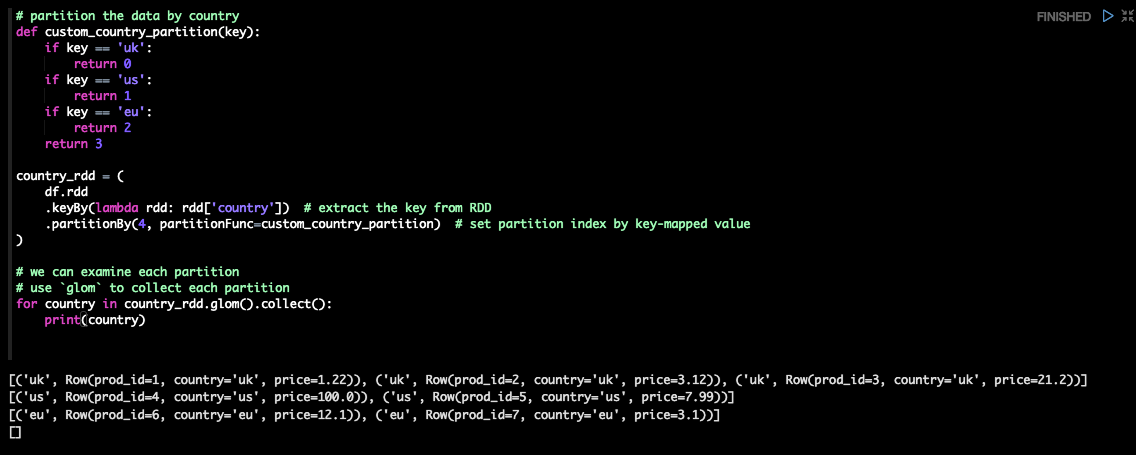 # partition the data by country
FINISHED
def custom_country_partition(key):
    if key == 'uk':
        return 0
    if key == 'us':
        return 1
    if key == 'eu':
        return 2
    return 3
country_rdd = (
    df.rdd
    .keyBy(lambda rdd: rdd['country'])  # extract the key from RDD
    .partitionBy(4, partitionFunc=custom_country_partition)  # set partition index by key-mapped value
)
# we can examine each partition
# use `glom` to collect each partition
for country in country_rdd.glom().collect():
    print(country)
[('uk', Row(prod_id=1, country='uk', price=1.22)), ('uk', Row(prod_id=2, country='uk', price=3.12)), ('uk', Row(prod_id=3, country='uk', price=21.2))]
[('us', Row(prod_id=4, country='us', price=100.0)), ('us', Row(prod_id=5, country='us', price=7.99))]
[('eu', Row(prod_id=6, country='eu', price=12.1)), ('eu', Row(prod_id=7, country='eu', price=3.1))]
[]